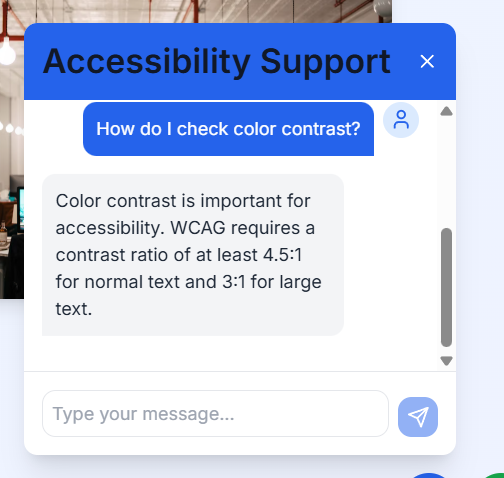 Accessibility Support
How do I check color contrast?
Color contrast is important for
accessibility. WCAG requires a
contrast ratio of at least 4.5:1
for normal text and 3:1 for large
text.
Type your message...